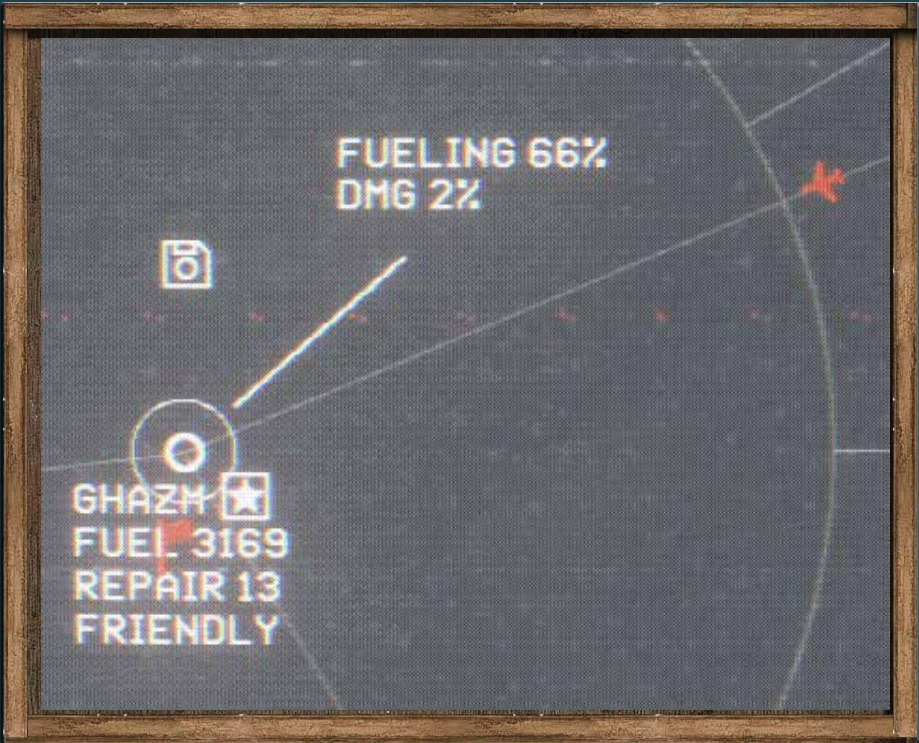 FUELING 66%
DMG 2%
GHAZM
FUEL 3169
REPAIR 13
FRIENDLY